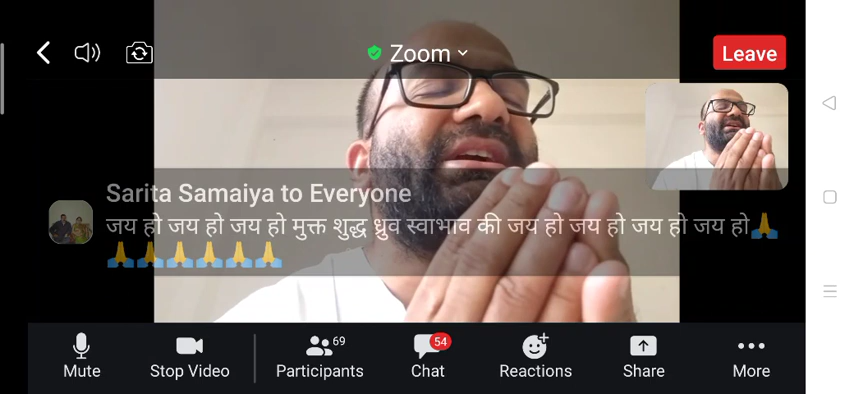 Zoom
Leave
Sarita Samaiya to Everyone
जय हो जय हो जय हो मुक्त शुद्ध ध्रुव स्वाभाव की जय हो जय हो जय हो जय हो🙏
🙏🙏🙏🙏🙏🙏
69
54
Mute
Stop Video
Participants
Chat
Reactions
Share
More